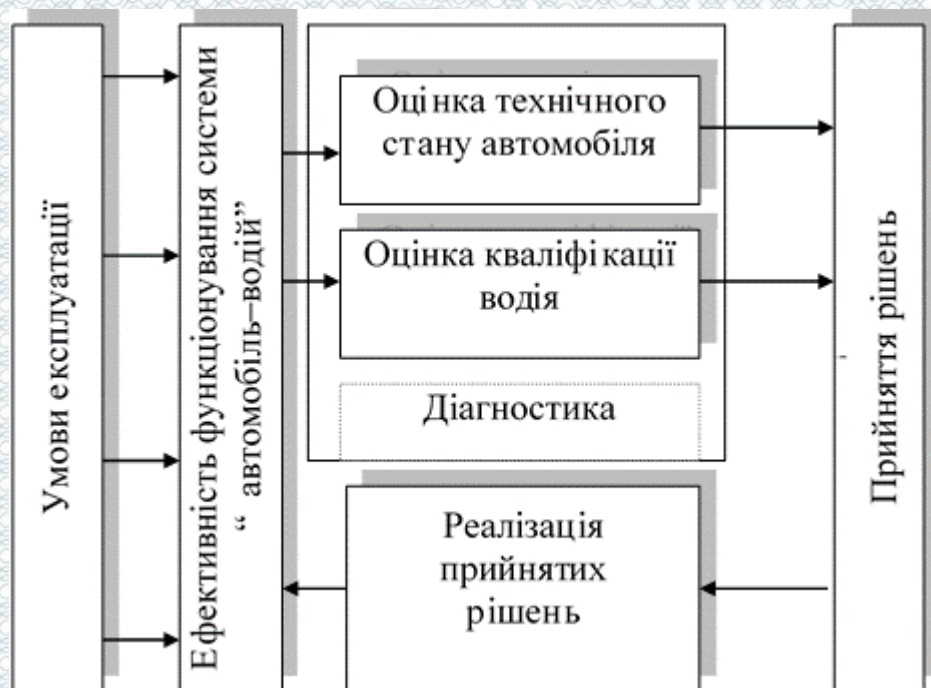 Умови експлуатації
Ефективність функціонування системи
“ автомобіль–водій”
Оцінка технічного
стану автомобіля
Оцінка кваліфікації
водія
Діагностика
Реалізація
прийнятих
рішень
Прийняття рішень